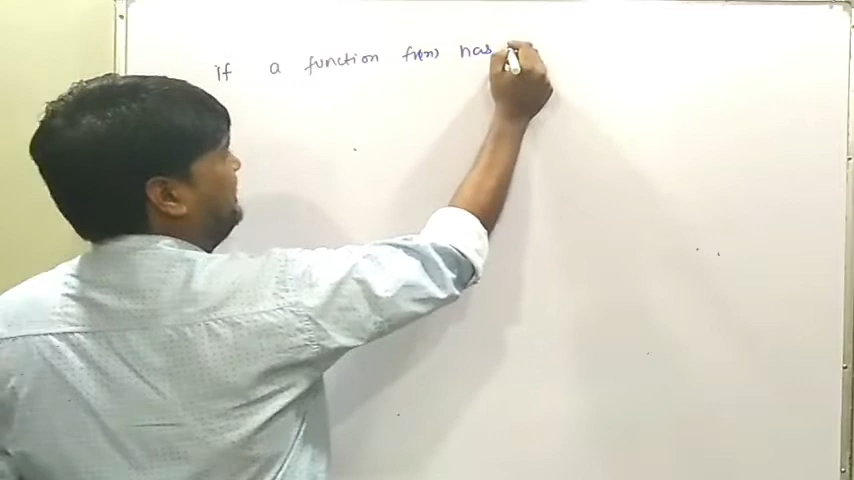 if a function f(n) has